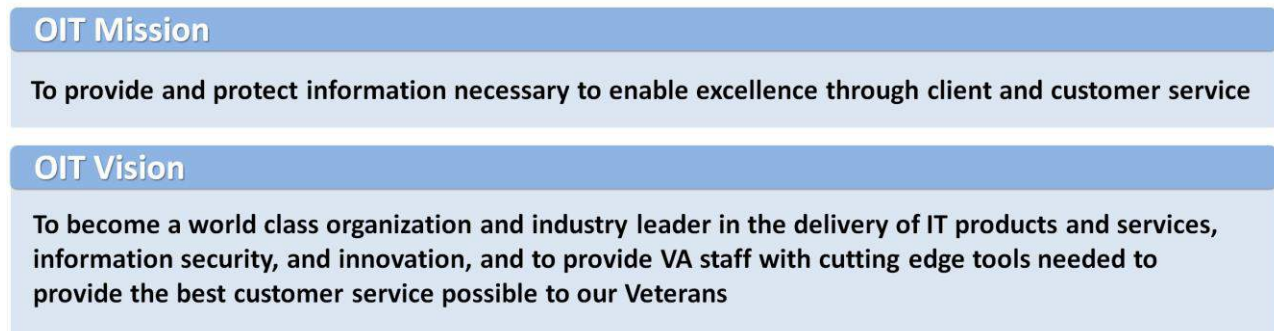 OIT Mission
To provide and protect information necessary to enable excellence through client and customer service
OIT Vision
To become a world class organization and industry leader in the delivery of IT products and services,
information security, and innovation, and to provide VA staff with cutting edge tools needed to
provide the best customer service possible to our Veterans